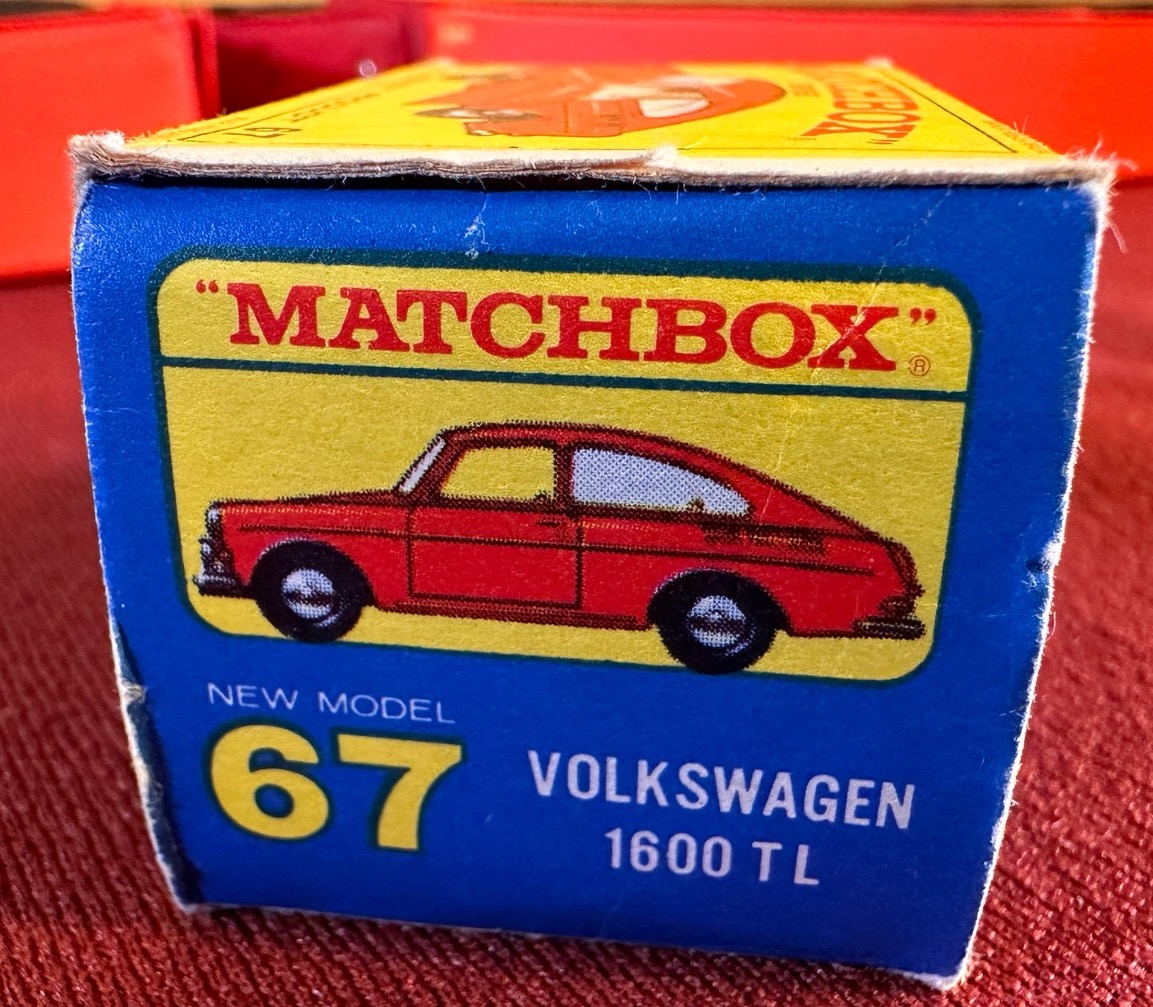 "MATCHBOX"
®
NEW MODEL
67
VOLKSWAGEN
1600 TL